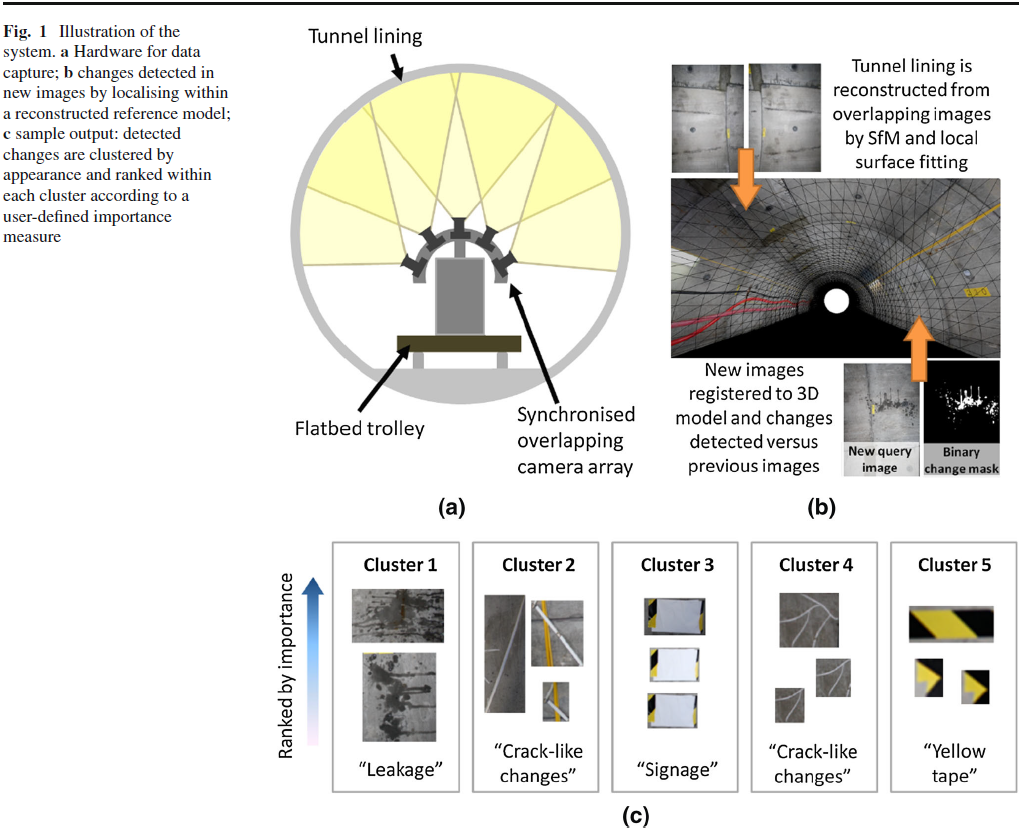 Fig. 1 Illustration of the
system. a Hardware for data
capture; b changes detected in
new images by localising within
a reconstructed reference model;
c sample output: detected
changes are clustered by
appearance and ranked within
each cluster according to a
user-defined importance
measure
Tunnel lining
Flatbed trolley
Synchronised
overlapping
camera array
(a)
Tunnel lining is
reconstructed from
overlapping images
by SfM and local
surface fitting
New images
registered to 3D
model and changes
detected versus
previous images
New query
image
Binary
change mask
(b)
Ranked by importance
Cluster 1
"Leakage"
Cluster 2
"Crack-like
changes"
Cluster 3
"Signage"
Cluster 4
"Crack-like
changes"
Cluster 5
"Yellow
tape"
(c)